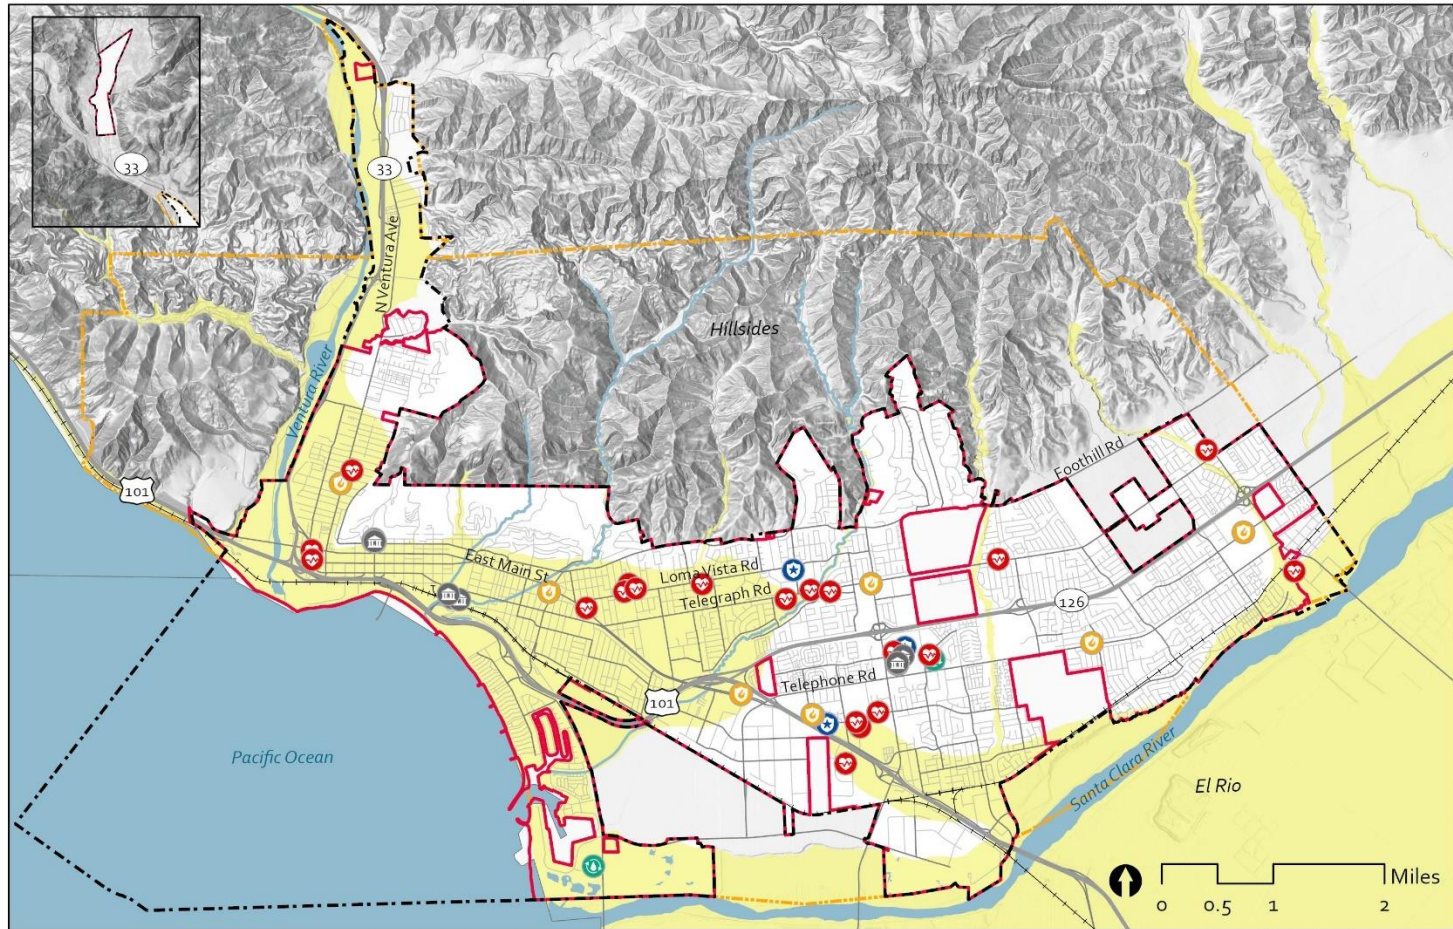 33
33
N Ventura Ave
Hillsides
Ventura River
Foothill Rd
101
East Main St
Loma Vista Rd
Telegraph Rd
126
Telephone Rd
101
Pacific Ocean
Santa Clara River
El Rio
Miles
0 0.5 1 2